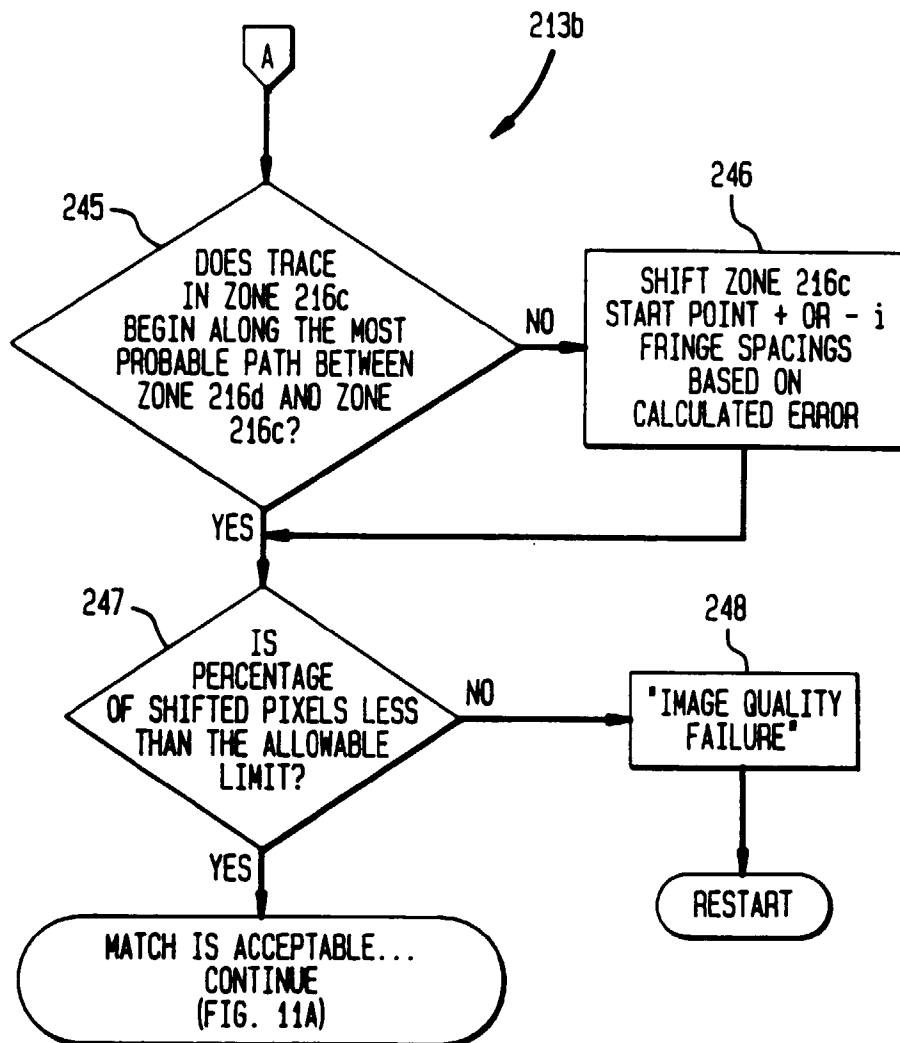 213b
A
245
DOES TRACE
IN ZONE 216c
BEGIN ALONG THE MOST
PROBABLE PATH BETWEEN
ZONE 216d AND ZONE
216c?
NO
246
SHIFT ZONE 216c
START POINT + OR - i
FRINGE SPACINGS
BASED ON
CALCULATED ERROR
YES
247
IS
PERCENTAGE
OF SHIFTED PIXELS LESS
THAN THE ALLOWABLE
LIMIT?
NO
248
"IMAGE QUALITY
FAILURE"
YES
RESTART
MATCH IS ACCEPTABLE...
CONTINUE
(FIG. 11A)